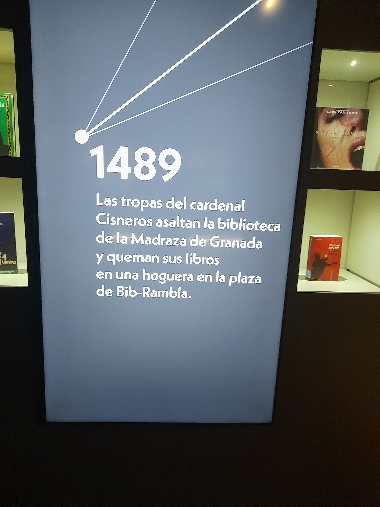 1489
Las tropas del cardenal
Cisneros asaltan la biblioteca
de la Madraza de Granada
y queman sus libros
en una hoguera en la plaza
de Bib-Rambla.